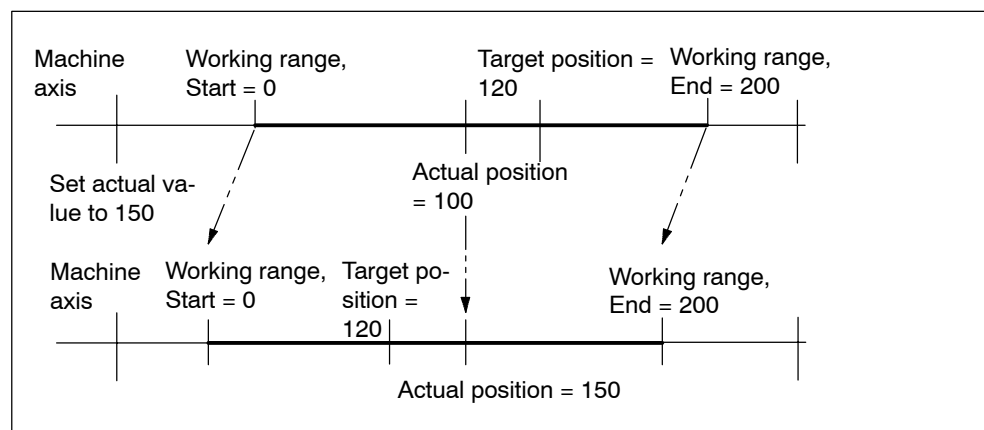 Machine
axis
Working range,
Start = 0
Target position =
120
Working range,
End = 200
Set actual va-
lue to 150
Actual position
= 100
Machine
axis
Working range,
Start = 0
Target po-
sition =
120
Working range,
End = 200
Actual position = 150